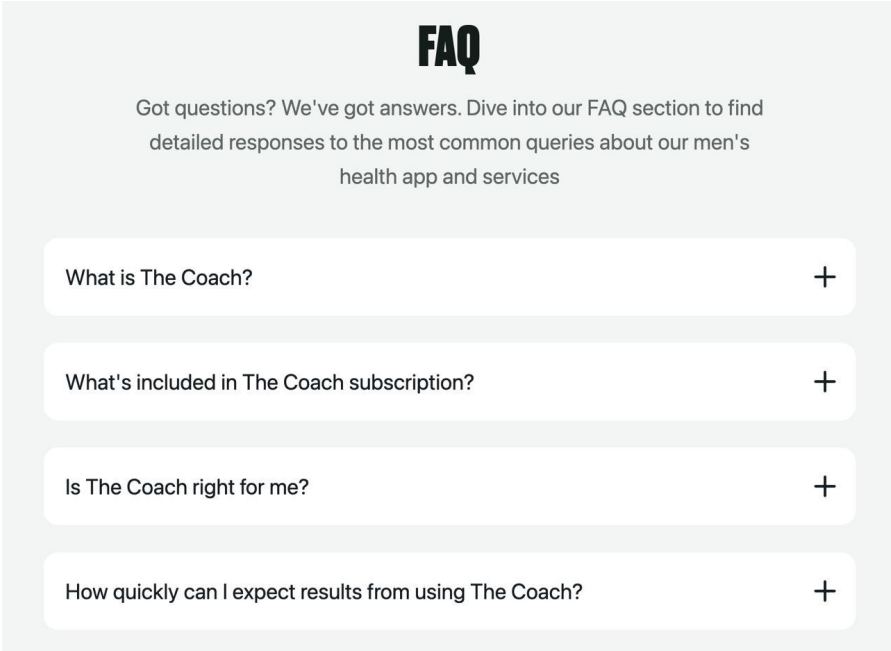 FAQ
Got questions? We've got answers. Dive into our FAQ section to find
detailed responses to the most common queries about our men's
health app and services
What is The Coach?
What's included in The Coach subscription?
Is The Coach right for me?
How quickly can I expect results from using The Coach?